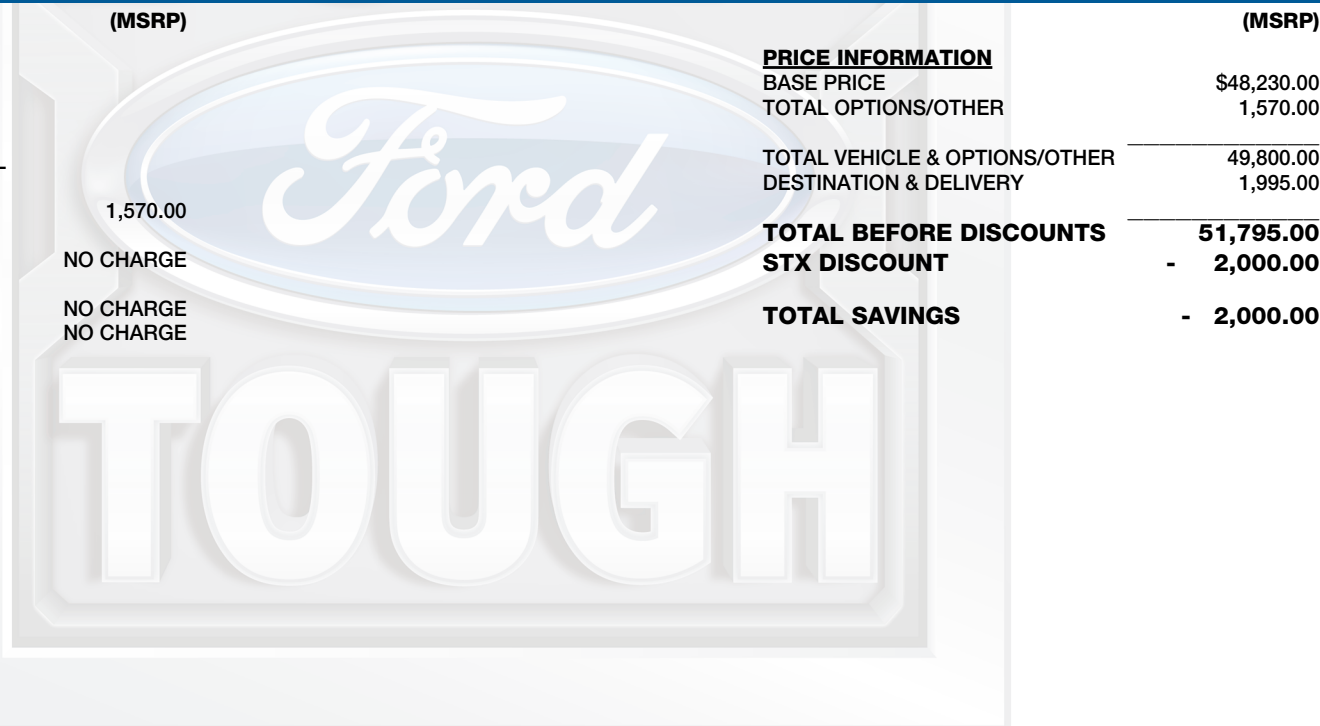 (MSRP)
1,570.00
NO CHARGE
NO CHARGE
NO CHARGE
(MSRP)
PRICE INFORMATION
BASE PRICE $48,230.00
TOTAL OPTIONS/OTHER 1,570.00
TOTAL VEHICLE & OPTIONS/OTHER 49,800.00
DESTINATION & DELIVERY 1,995.00
TOTAL BEFORE DISCOUNTS 51,795.00
STX DISCOUNT - 2,000.00
TOTAL SAVINGS - 2,000.00
Ford
TOUGH